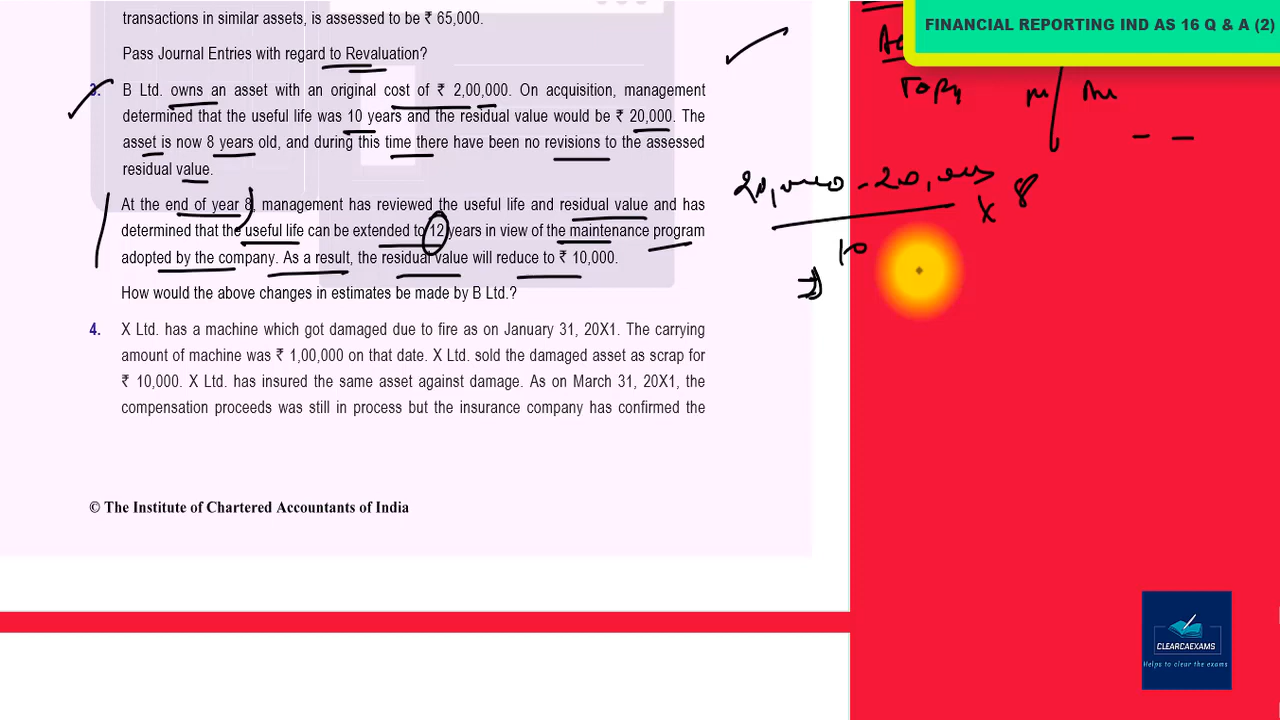 transactions in similar assets, is assessed to be ₹ 65,000.
FINANCIAL REPORTING IND AS 16 Q & A (2)
Pass Journal Entries with regard to Revaluation?
3. B Ltd. owns an asset with an original cost of ₹ 2,00,000. On acquisition, management
determined that the useful life was 10 years and the residual value would be ₹ 20,000. The
asset is now 8 years old, and during this time there have been no revisions to the assessed
residual value.
At the end of year 8, management has reviewed the useful life and residual value and has
determined that the useful life can be extended to 12 years in view of the maintenance program
adopted by the company. As a result, the residual value will reduce to ₹ 10,000.
How would the above changes in estimates be made by B Ltd.?
4. X Ltd. has a machine which got damaged due to fire as on January 31, 20X1. The carrying
amount of machine was ₹ 1,00,000 on that date. X Ltd. sold the damaged asset as scrap for
₹ 10,000. X Ltd. has insured the same asset against damage. As on March 31, 20X1, the
compensation proceeds was still in process but the insurance company has confirmed the
© The Institute of Chartered Accountants of India
x 8
10
CLEARCAEXAMS
Helps to clear the exams